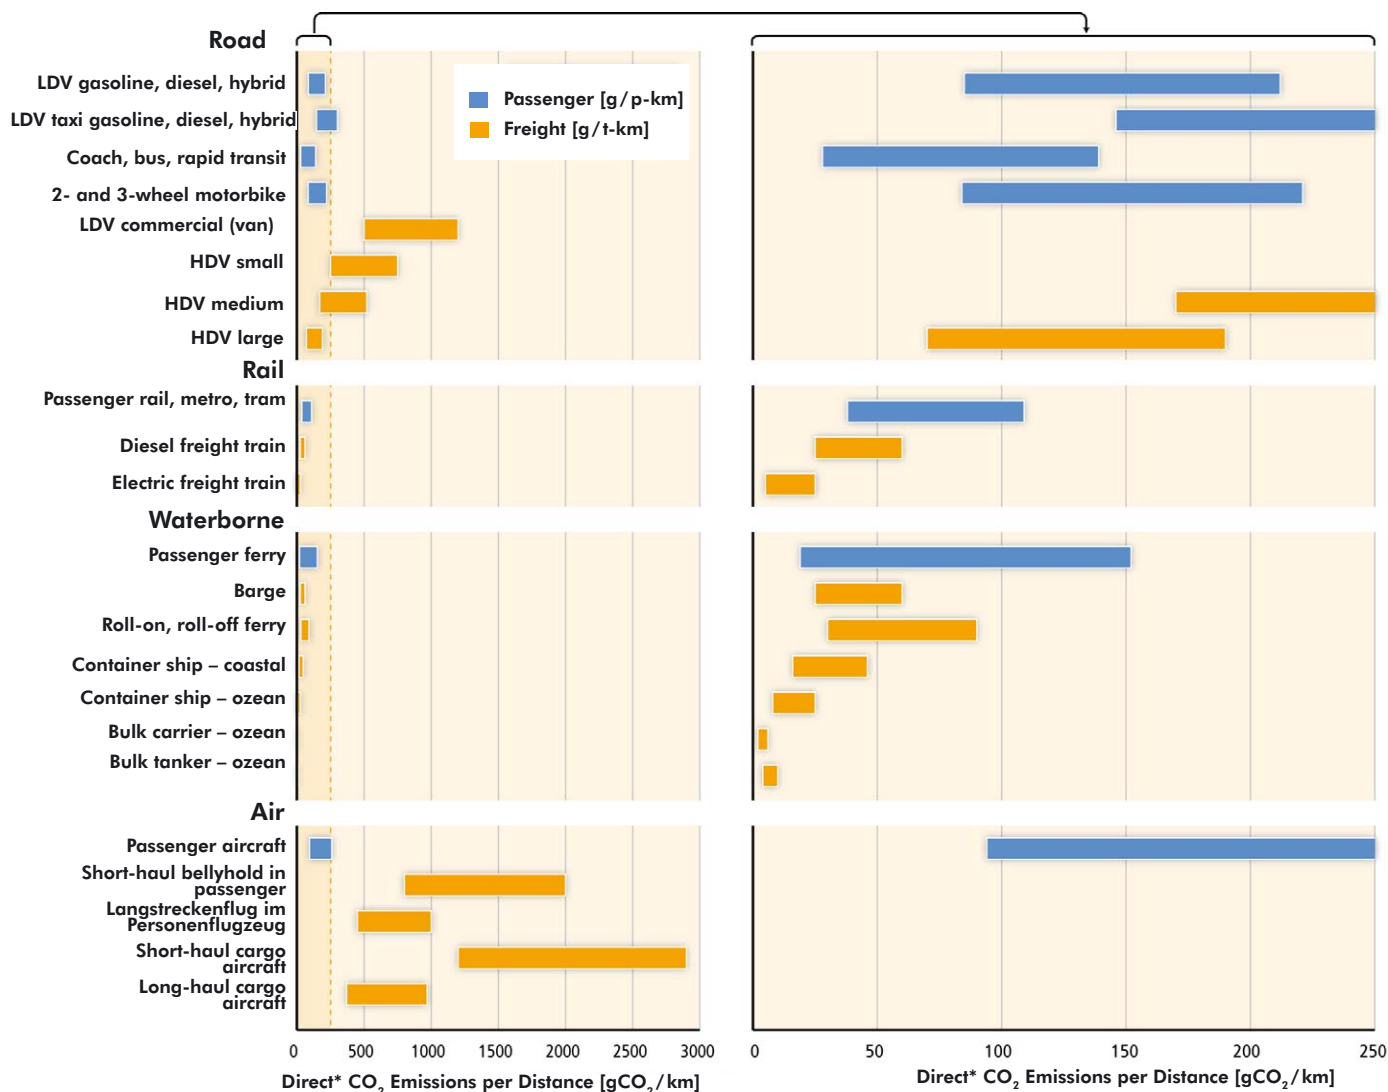 Road
LDV gasoline, diesel, hybrid
LDV taxi gasoline, diesel, hybrid
Coach, bus, rapid transit
2- and 3-wheel motorbike
LDV commercial (van)
HDV small
HDV medium
HDV large
Passenger [g/p-km]
Freight [g/t-km]
Rail
Passenger rail, metro, tram
Diesel freight train
Electric freight train
Waterborne
Passenger ferry
Barge
Roll-on, roll-off ferry
Container ship – coastal
Container ship – ozean
Bulk carrier – ozean
Bulk tanker – ozean
Air
Passenger aircraft
Short-haul bellyhold in
passenger
Langstreckenflug im
Personenflugzeug
Short-haul cargo
aircraft
Long-haul cargo
aircraft
0 500 1000 1500 2000 2500 3000
Direct* CO₂ Emissions per Distance [gCO₂/km]
0 50 100 150 200 250
Direct* CO₂ Emissions per Distance [gCO₂/km]